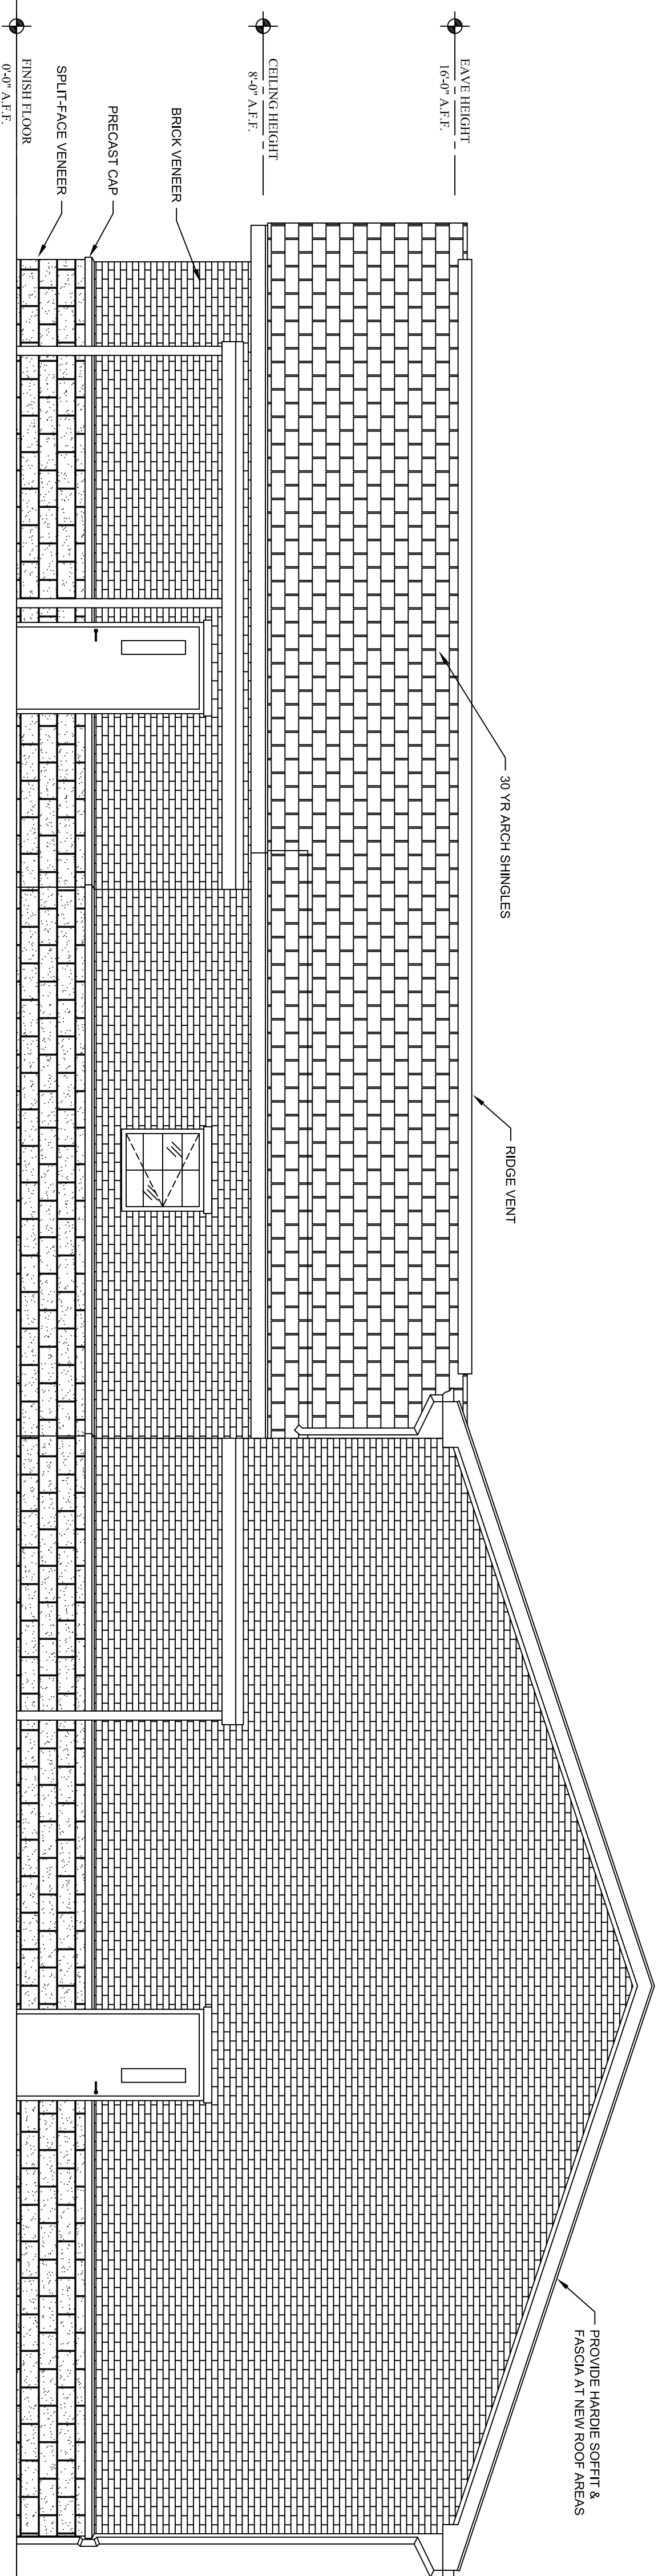 EAVE HEIGHT
16'-0" A.F.F.
CEILING HEIGHT
8'-0" A.F.F.
FINISH FLOOR
0'-0" A.F.F.
BRICK VENEER
PRECAST CAP
SPLIT-FACE VENEER
30 YR ARCH SHINGLES
RIDGE VENT
PROVIDE HARDIE SOFFIT &
FASCIA AT NEW ROOF AREAS